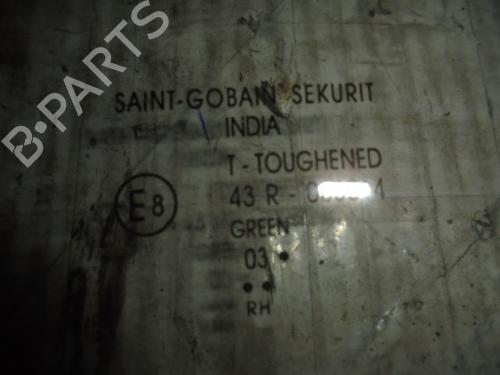 B-PARTS
SAINT-GOBAIN SEKURIT
INDIA
T - TOUGHENED
E8
43 R -
GREEN
03
RH